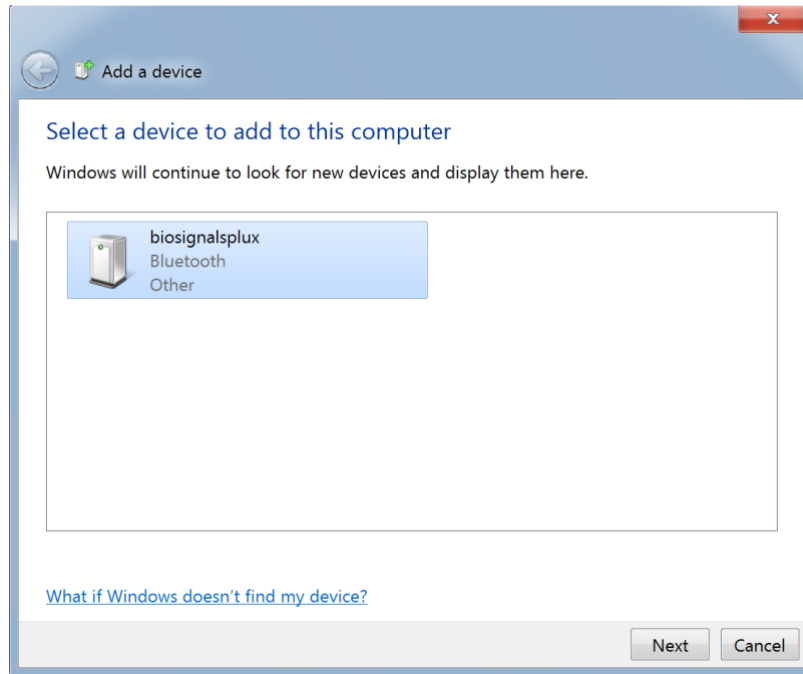 Add a device
Select a device to add to this computer
Windows will continue to look for new devices and display them here.
biosignalsplux
Bluetooth
Other
What if Windows doesn't find my device?
Next Cancel